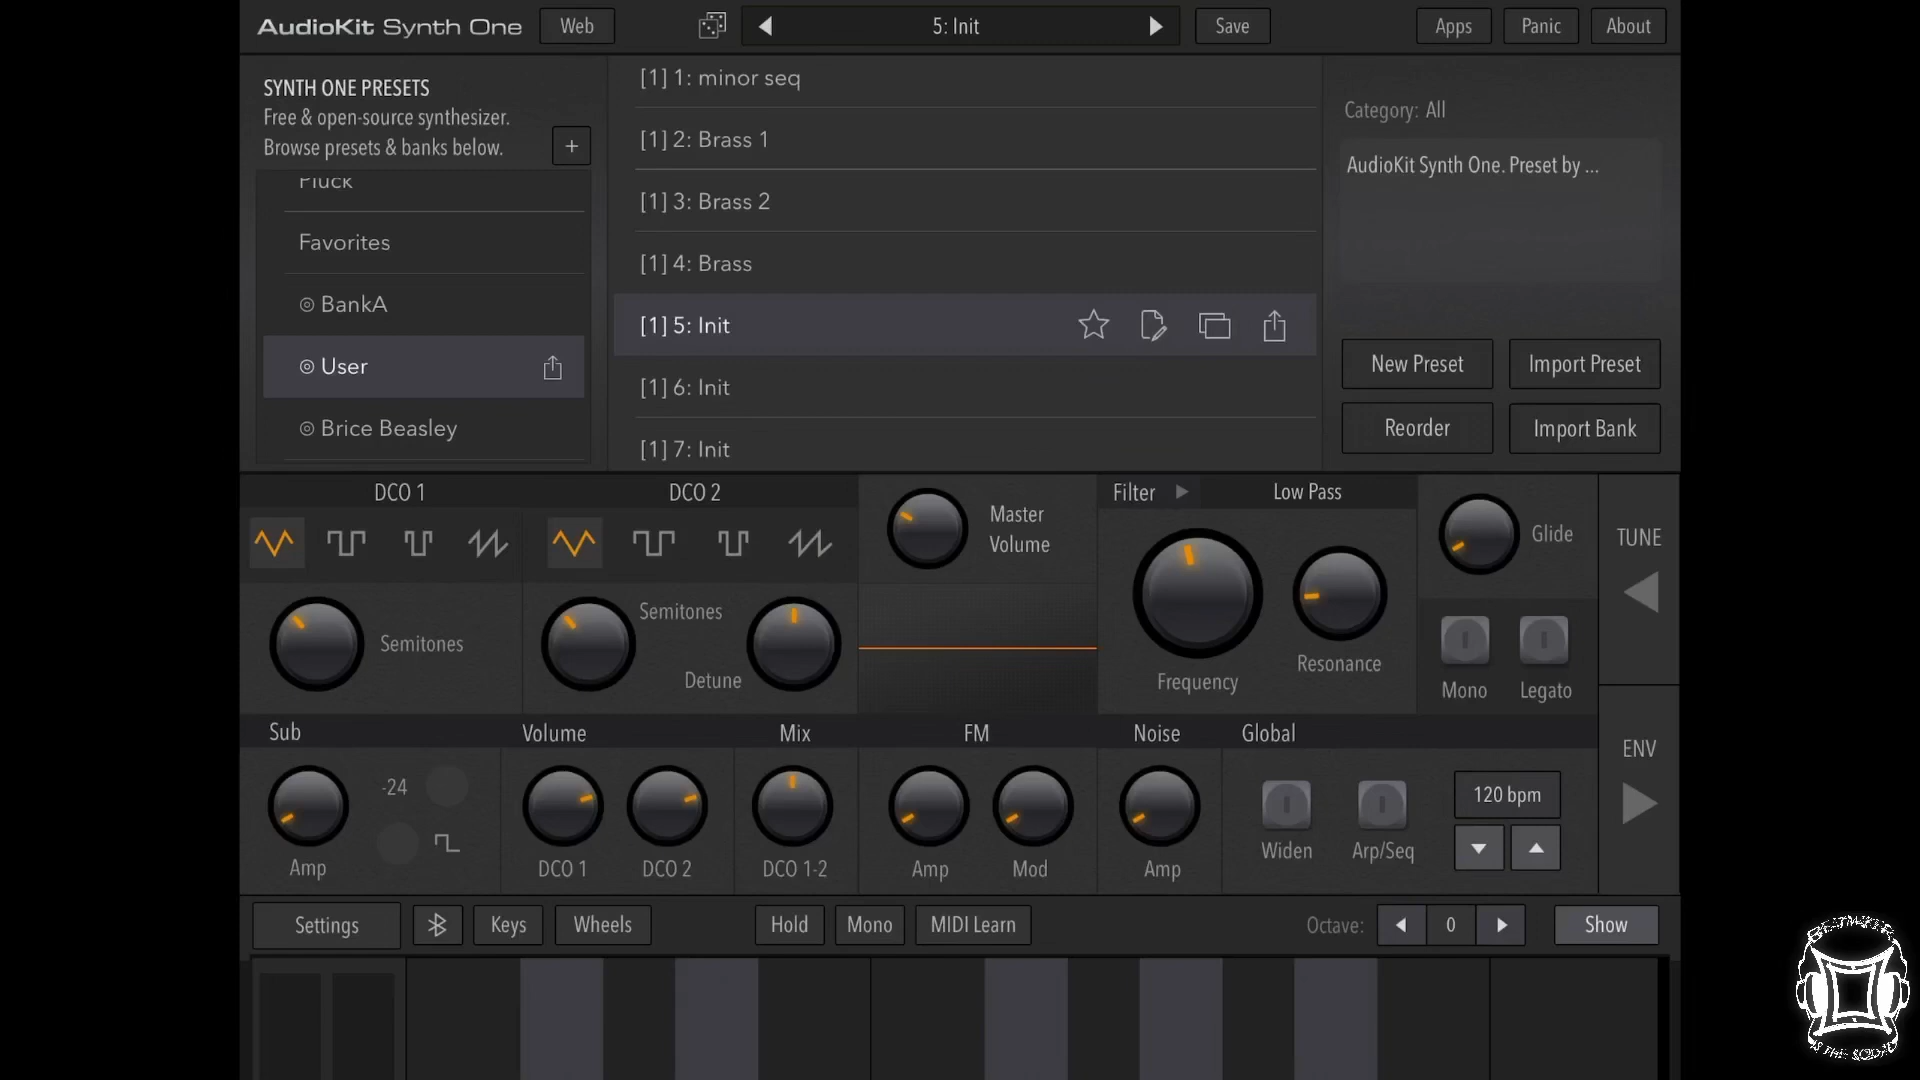 AudioKit Synth One
Web
5: Init
Save
Apps
Panic
About
SYNTH ONE PRESETS
Free & open-source synthesizer.
Browse presets & banks below.
+
Pluck
Favorites
BankA
User
Brice Beasley
[1] 1: minor seq
[1] 2: Brass 1
[1] 3: Brass 2
[1] 4: Brass
[1] 5: Init
[1] 6: Init
[1] 7: Init
Category: All
AudioKit Synth One. Preset by ...
New Preset
Import Preset
Reorder
Import Bank
DCO 1
DCO 2
Master
Volume
Filter
Low Pass
Glide
TUNE
Semitones
Semitones
Detune
Frequency
Resonance
Mono
Legato
Sub
Volume
Mix
FM
Noise
Global
ENV
-24
120 bpm
Amp
DCO 1
DCO 2
DCO 1-2
Amp
Mod
Amp
Widen
Arp/Seq
Settings
Keys
Wheels
Hold
Mono
MIDI Learn
Octave:
0
Show